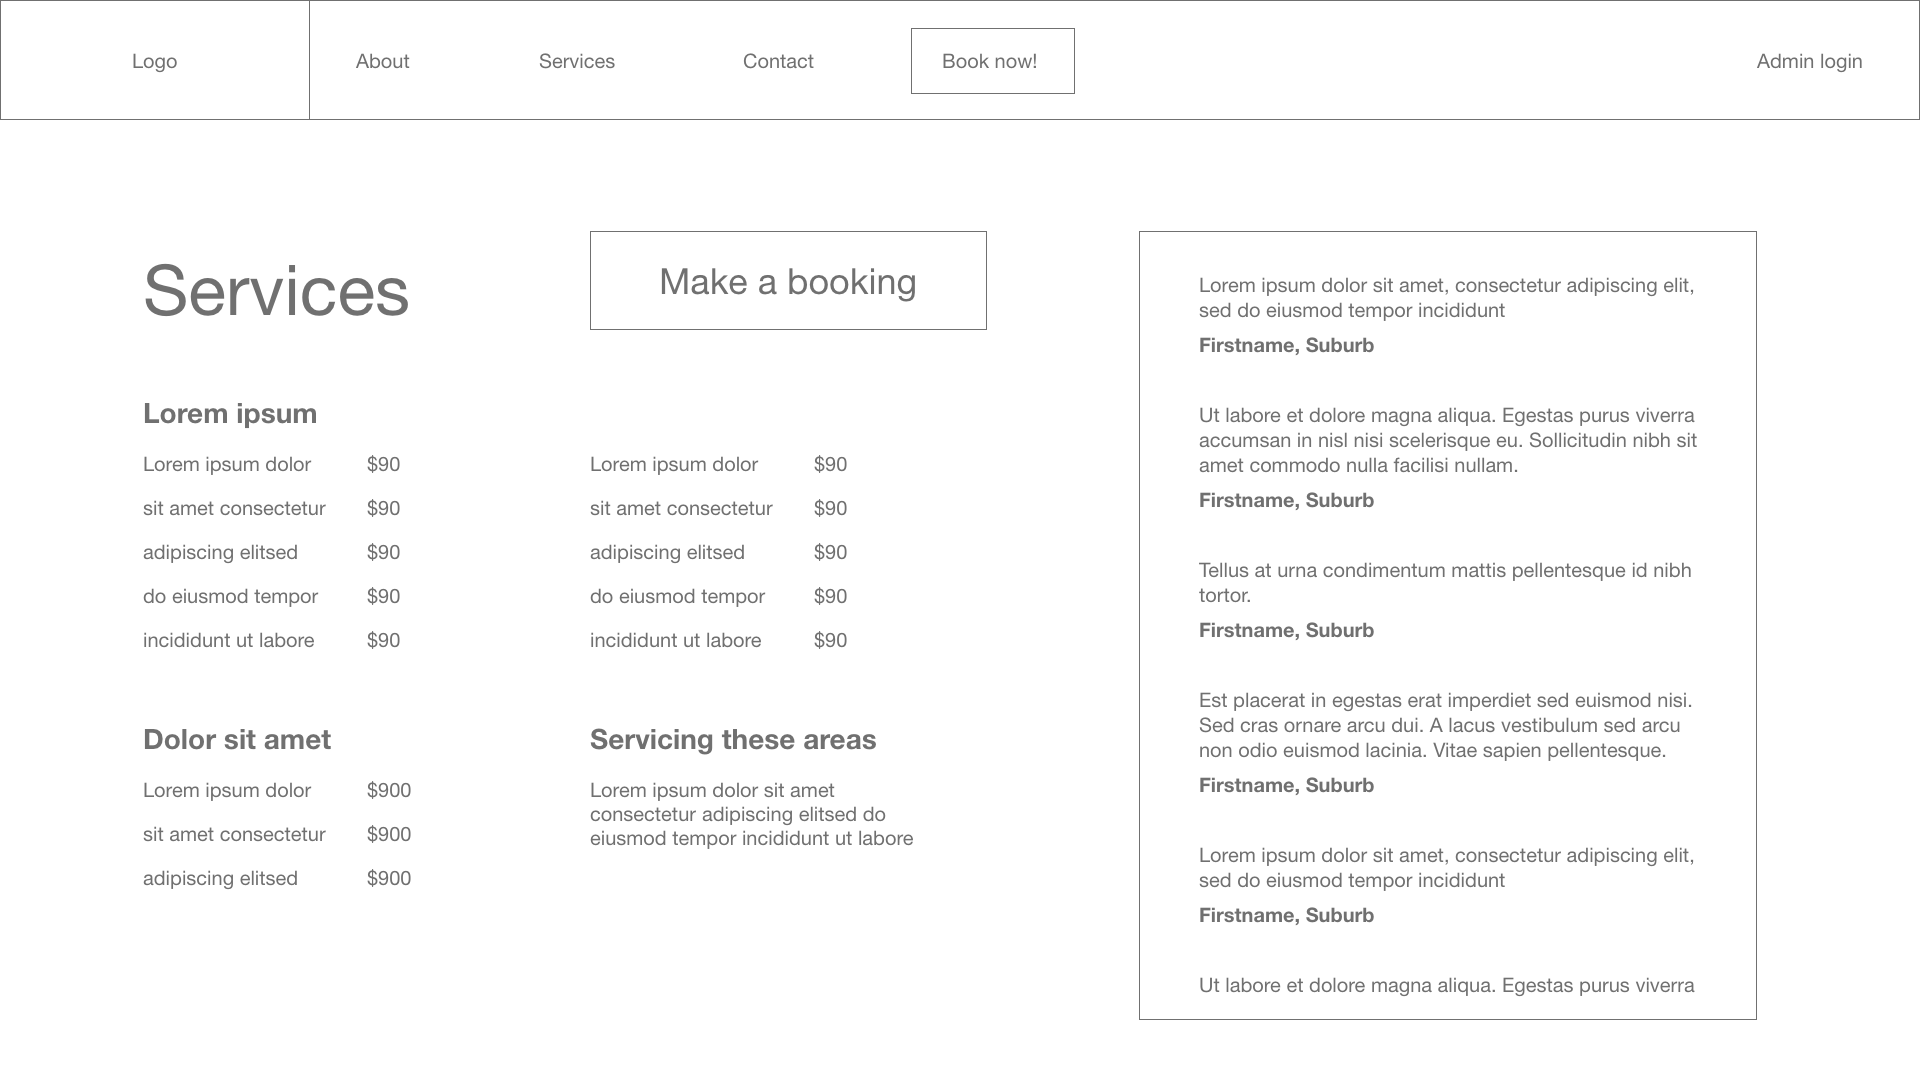 Logo
About
Services
Contact
Book now!
Admin login
Services
Make a booking
Lorem ipsum
Lorem ipsum dolor $90
sit amet consectetur $90
adipiscing elitsed $90
do eiusmod tempor $90
incididunt ut labore $90
Lorem ipsum dolor $90
sit amet consectetur $90
adipiscing elitsed $90
do eiusmod tempor $90
incididunt ut labore $90
Dolor sit amet
Lorem ipsum dolor $900
sit amet consectetur $900
adipiscing elitsed $900
Servicing these areas
Lorem ipsum dolor sit amet
consectetur adipiscing elitsed do
eiusmod tempor incididunt ut labore
Lorem ipsum dolor sit amet, consectetur adipiscing elit,
sed do eiusmod tempor incididunt
Firstname, Suburb
Ut labore et dolore magna aliqua. Egestas purus viverra
accumsan in nisl nisi scelerisque eu. Sollicitudin nibh sit
amet commodo nulla facilisi nullam.
Firstname, Suburb
Tellus at urna condimentum mattis pellentesque id nibh
tortor.
Firstname, Suburb
Est placerat in egestas erat imperdiet sed euismod nisi.
Sed cras ornare arcu dui. A lacus vestibulum sed arcu
non odio euismod lacinia. Vitae sapien pellentesque.
Firstname, Suburb
Lorem ipsum dolor sit amet, consectetur adipiscing elit,
sed do eiusmod tempor incididunt
Firstname, Suburb
Ut labore et dolore magna aliqua. Egestas purus viverra